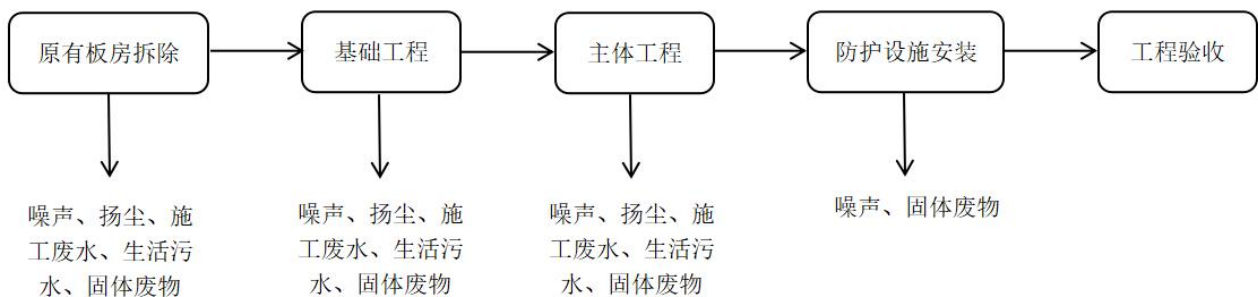 原有板房拆除
基础工程
主体工程
防护设施安装
工程验收
噪声、扬尘、施
工废水、生活污
水、固体废物
噪声、扬尘、施
工废水、生活污
水、固体废物
噪声、扬尘、施
工废水、生活污
水、固体废物
噪声、固体废物